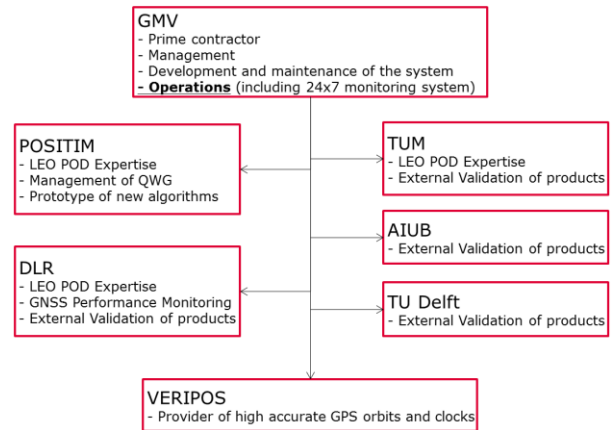 GMV
- Prime contractor
- Management
- Development and maintenance of the system
- Operations (including 24x7 monitoring system)
POSITIM
- LEO POD Expertise
- Management of QWG
- Prototype of new algorithms
TUM
- LEO POD Expertise
- External Validation of products
AIUB
- External Validation of products
DLR
- LEO POD Expertise
- GNSS Performance Monitoring
- External Validation of products
TU Delft
- External Validation of products
VERIPOS
- Provider of high accurate GPS orbits and clocks